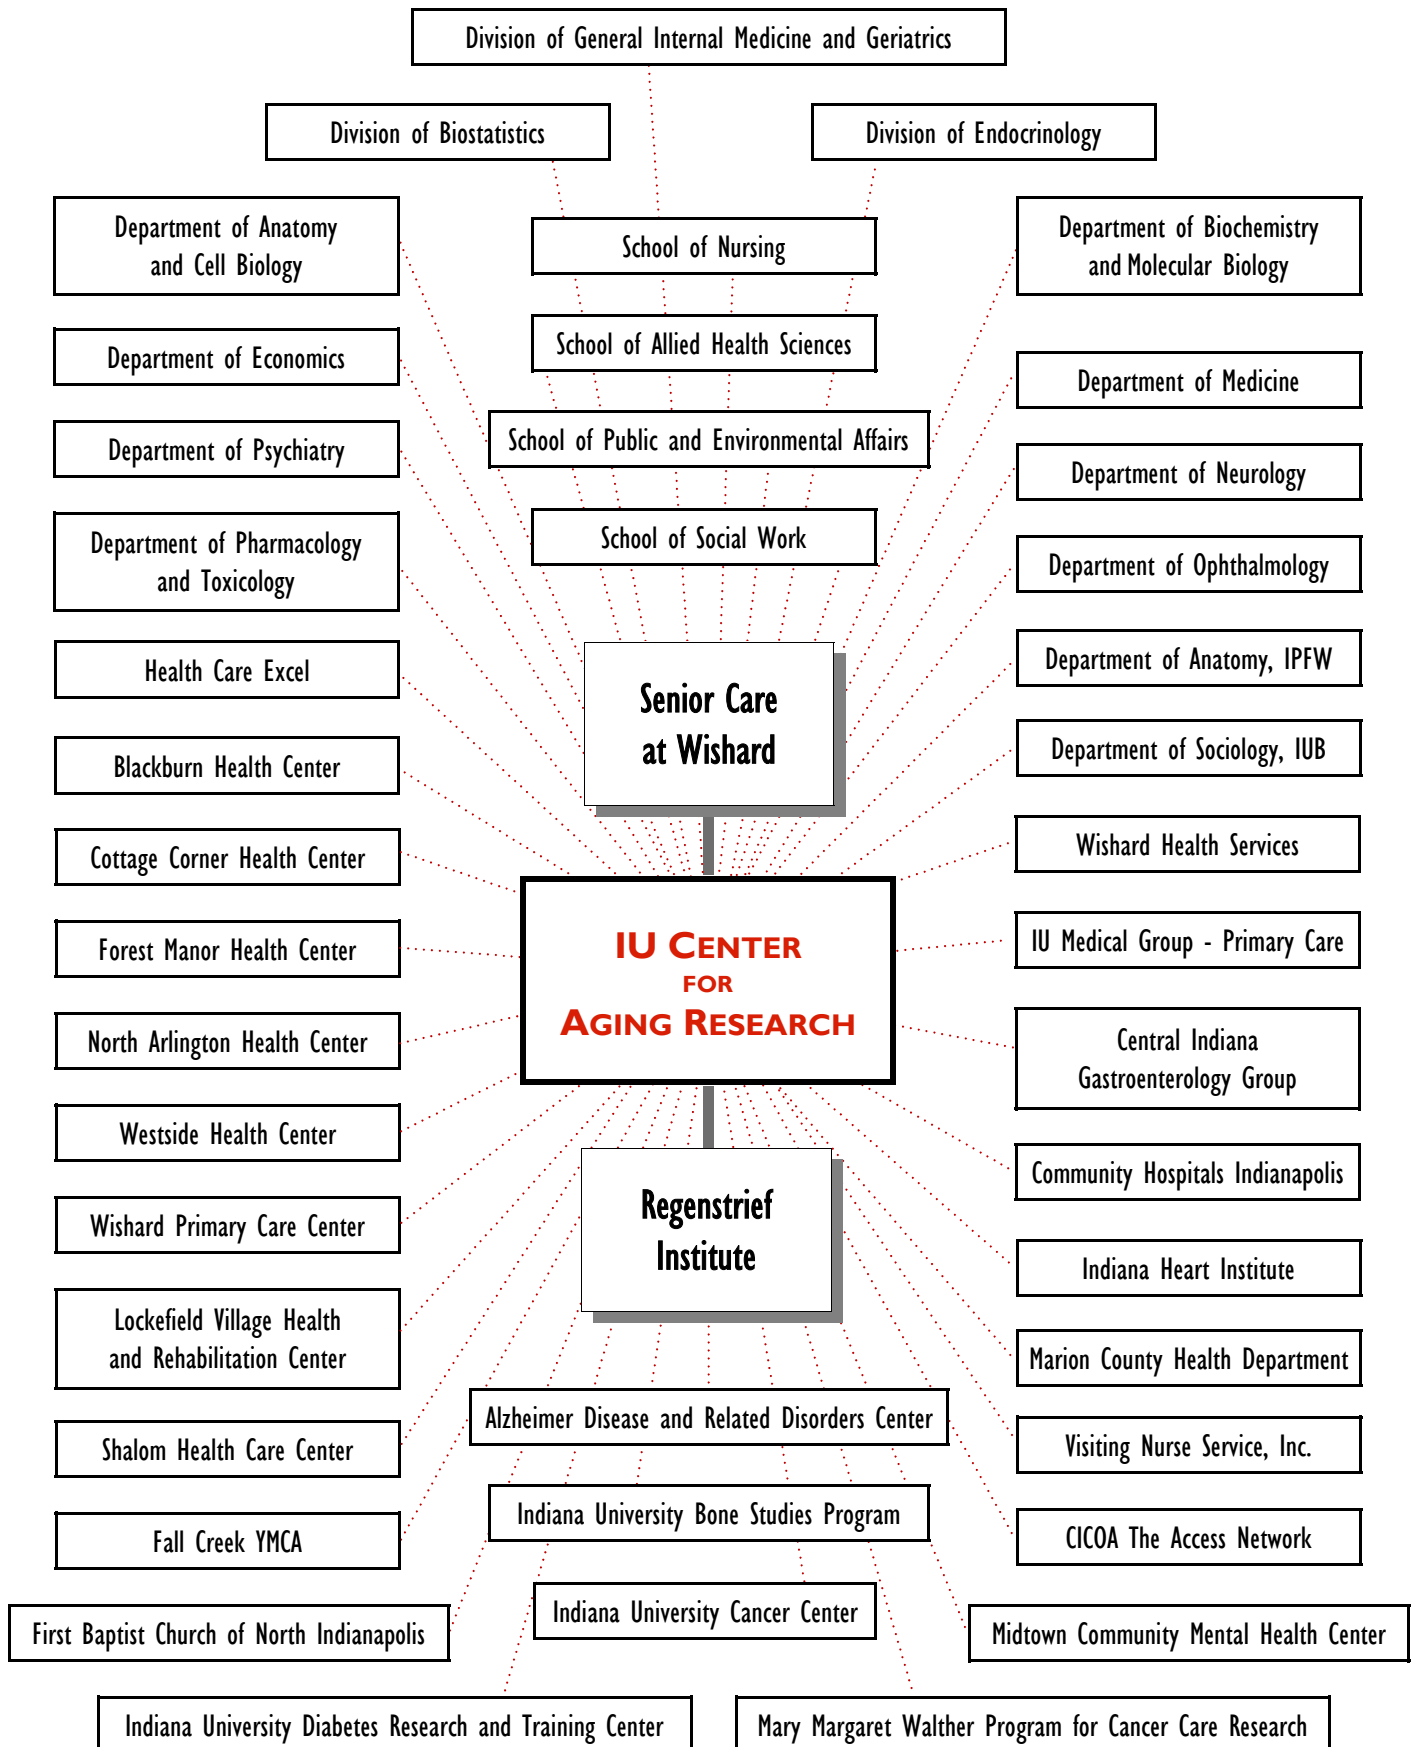 Division of General Internal Medicine and Geriatrics
Division of Biostatistics
Division of Endocrinology
Department of Anatomy
and Cell Biology
School of Nursing
Department of Biochemistry
and Molecular Biology
Department of Economics
School of Allied Health Sciences
Department of Medicine
Department of Psychiatry
School of Public and Environmental Affairs
Department of Neurology
Department of Pharmacology
and Toxicology
School of Social Work
Department of Ophthalmology
Health Care Excel
Senior Care
at Wishard
Department of Anatomy, IPFW
Blackburn Health Center
Department of Sociology, IUB
Cottage Corner Health Center
Wishard Health Services
Forest Manor Health Center
IU CENTER
FOR
AGING RESEARCH
IU Medical Group - Primary Care
North Arlington Health Center
Central Indiana
Gastroenterology Group
Westside Health Center
Community Hospitals Indianapolis
Wishard Primary Care Center
Regenstrief
Institute
Indiana Heart Institute
Lockefield Village Health
and Rehabilitation Center
Marion County Health Department
Alzheimer Disease and Related Disorders Center
Shalom Health Care Center
Visiting Nurse Service, Inc.
Indiana University Bone Studies Program
Fall Creek YMCA
CICOA The Access Network
Indiana University Cancer Center
First Baptist Church of North Indianapolis
Midtown Community Mental Health Center
Indiana University Diabetes Research and Training Center
Mary Margaret Walther Program for Cancer Care Research